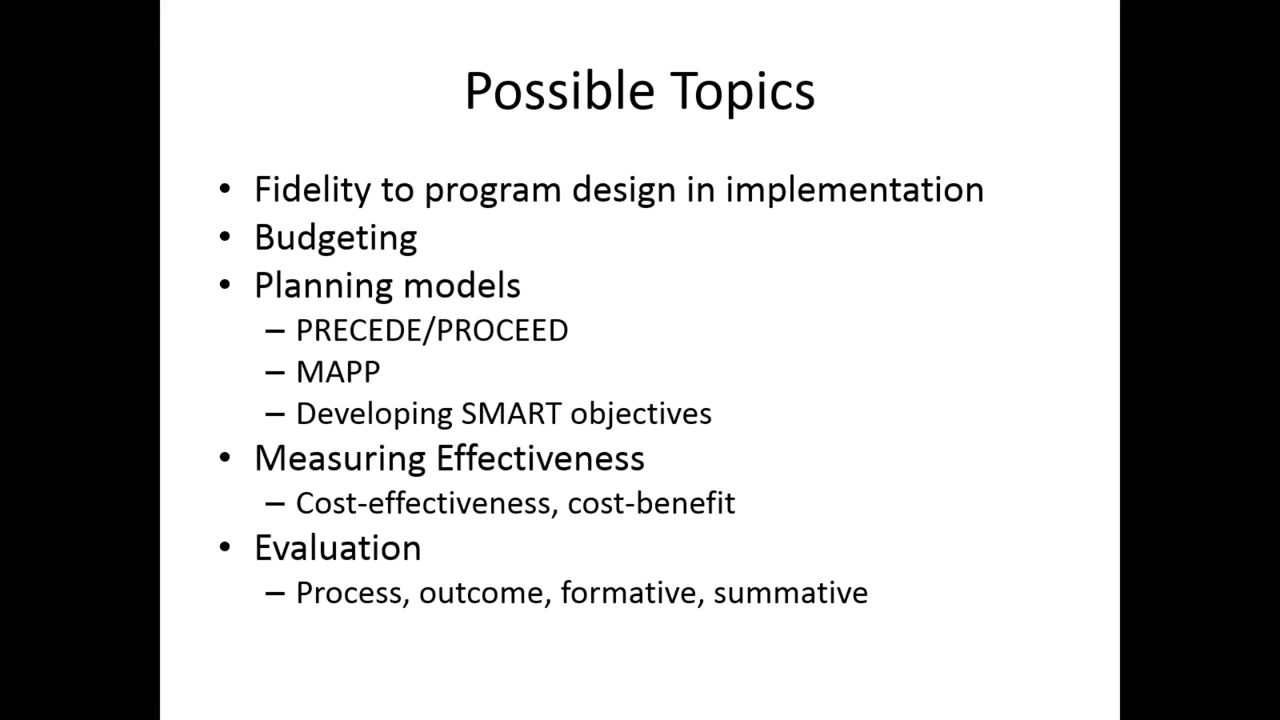 Possible Topics
• Fidelity to program design in implementation
• Budgeting
• Planning models
– PRECEDE/PROCEED
– MAPP
– Developing SMART objectives
• Measuring Effectiveness
– Cost-effectiveness, cost-benefit
• Evaluation
– Process, outcome, formative, summative